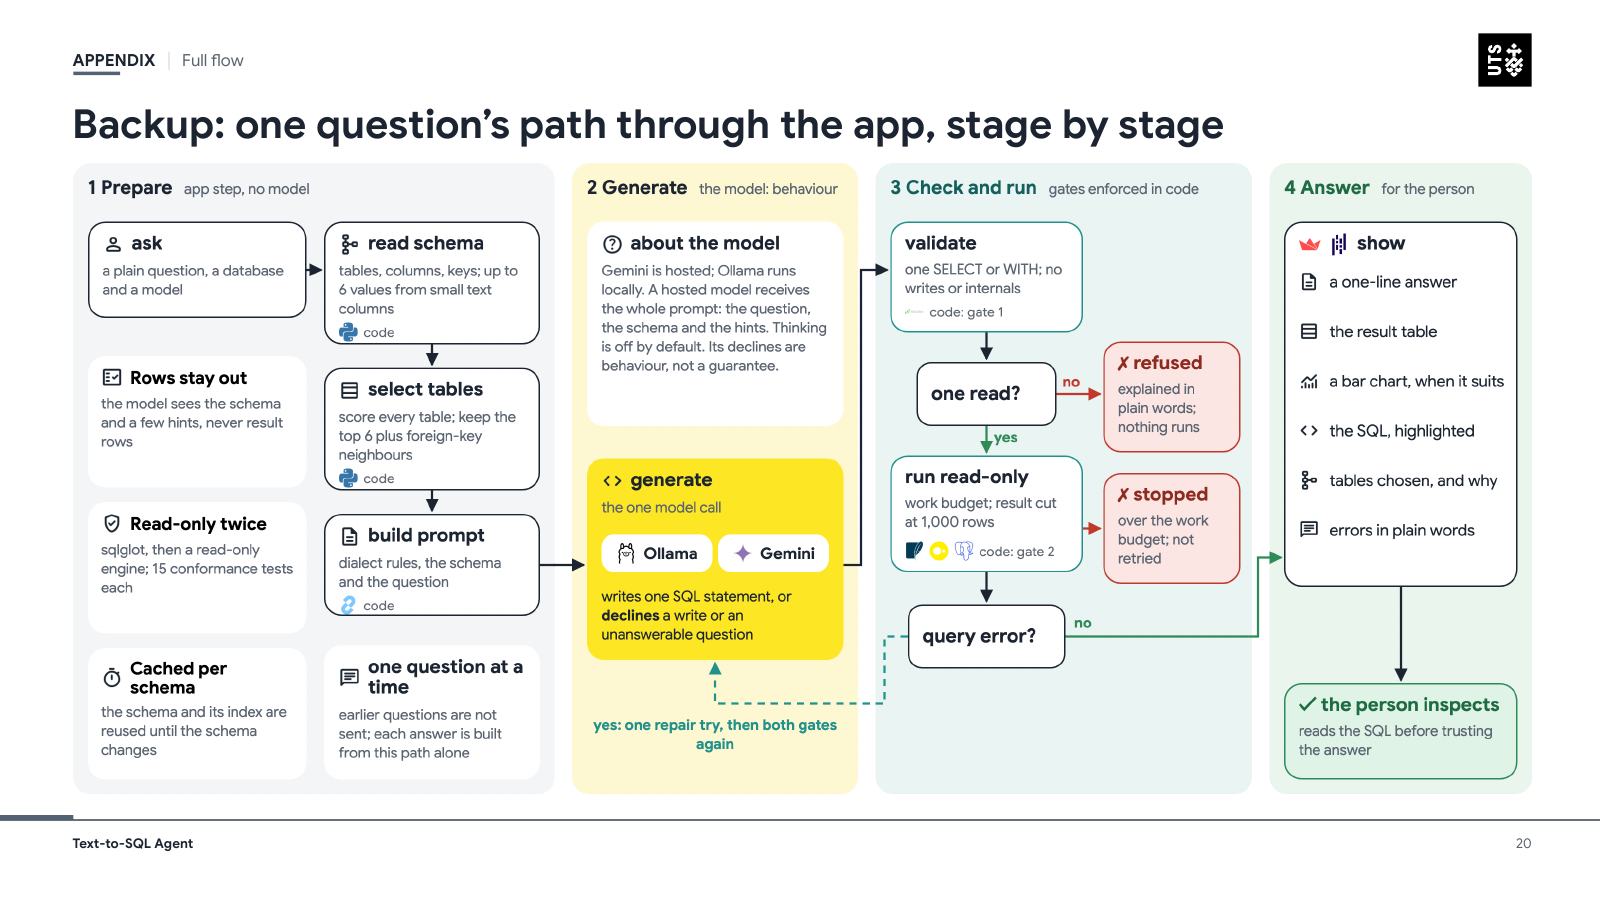 APPENDIX Full flow
UTS
Backup: one question’s path through the app, stage by stage
1 Prepare app step, no model
ask
a plain question, a database
and a model
read schema
tables, columns, keys; up to
6 values from small text
columns
code
Rows stay out
the model sees the schema
and a few hints, never result
rows
select tables
score every table; keep the
top 6 plus foreign-key
neighbours
code
Read-only twice
sqlglot, then a read-only
engine; 15 conformance tests
each
build prompt
dialect rules, the schema
and the question
code
Cached per
schema
the schema and its index are
reused until the schema
changes
one question at a
time
earlier questions are not
sent; each answer is built
from this path alone
2 Generate the model: behaviour
about the model
Gemini is hosted; Ollama runs
locally. A hosted model receives
the whole prompt: the question,
the schema and the hints. Thinking
is off by default. Its declines are
behaviour, not a guarantee.
generate
the one model call
Ollama Gemini
writes one SQL statement, or
declines a write or an
unanswerable question
yes: one repair try, then both gates
again
3 Check and run gates enforced in code
validate
one SELECT or WITH; no
writes or internals
code: gate 1
one read?
no
✗ refused
explained in
plain words;
nothing runs
yes
run read-only
work budget; result cut
at 1,000 rows
code: gate 2
✗ stopped
over the work
budget; not
retried
query error?
no
4 Answer for the person
show
a one-line answer
the result table
a bar chart, when it suits
the SQL, highlighted
tables chosen, and why
errors in plain words
✓ the person inspects
reads the SQL before trusting
the answer
Text-to-SQL Agent
20